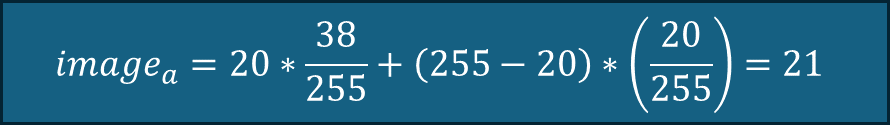 image_a = 20 * 38/255 + (255 − 20) * (20/255) = 21